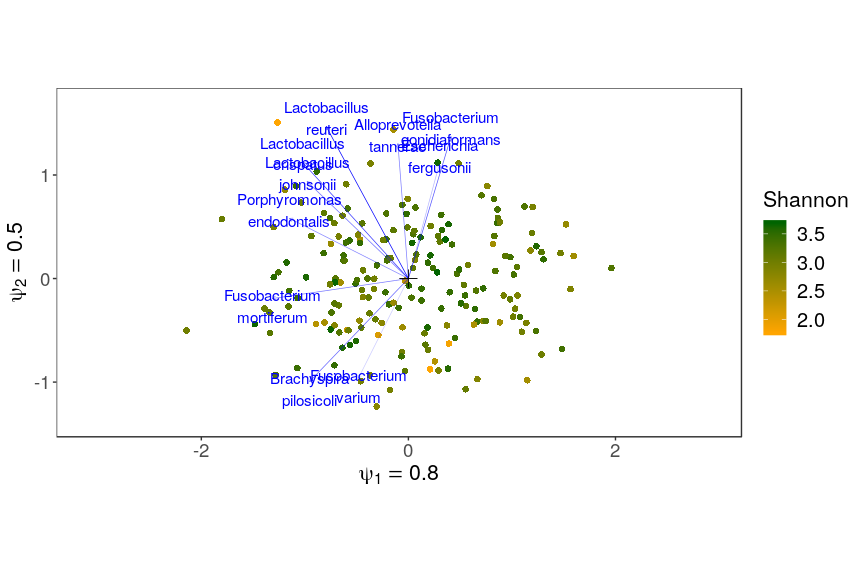 Lactobacillus
reuteri
Alloprevotella
tannerae
Fusobacterium
gonidiaformans
Escherichia
fergusonii
Lactobacillus
crispatus
Lactobacillus
johnsonii
Porphyromonas
endodontalis
Fusobacterium
mortiferum
Brachyspira
pilosicoli
Fusobacterium
varium
1
0
-1
-2
0
2
ψ2 = 0.5
ψ1 = 0.8
Shannon
3.5
3.0
2.5
2.0